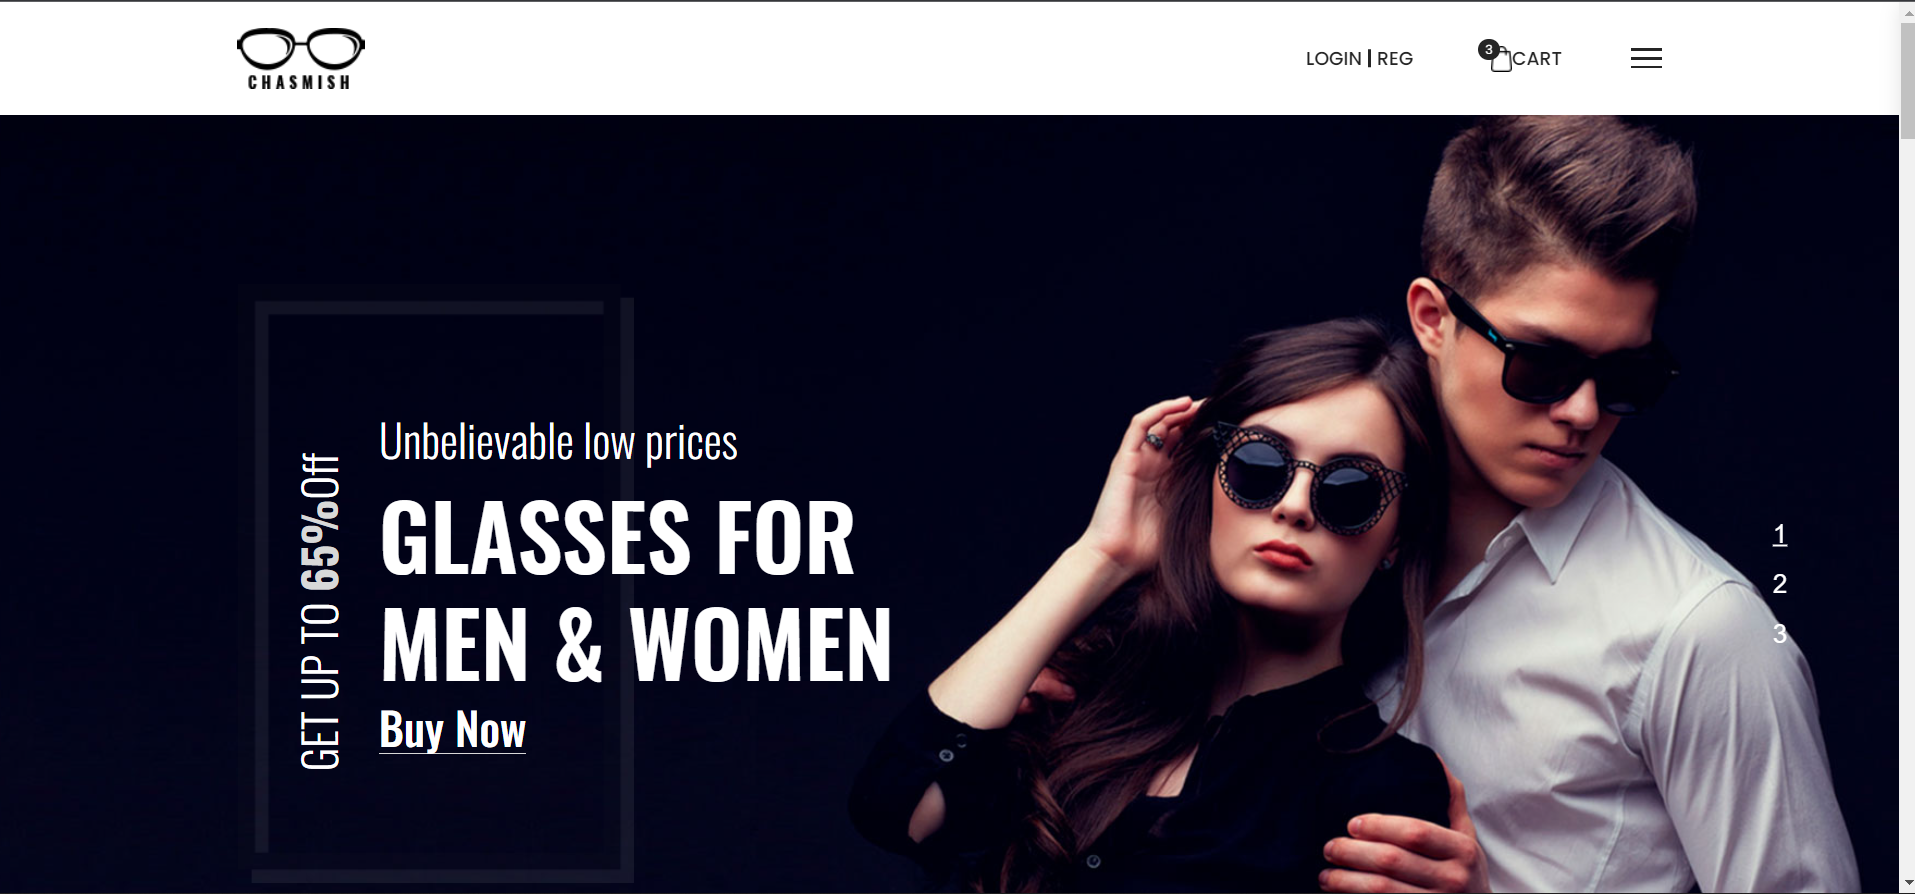 CHASMISH
LOGIN | REG
3
CART
GET UP TO 65%Off
Unbelievable low prices
GLASSES FOR
MEN & WOMEN
Buy Now
1
2
3